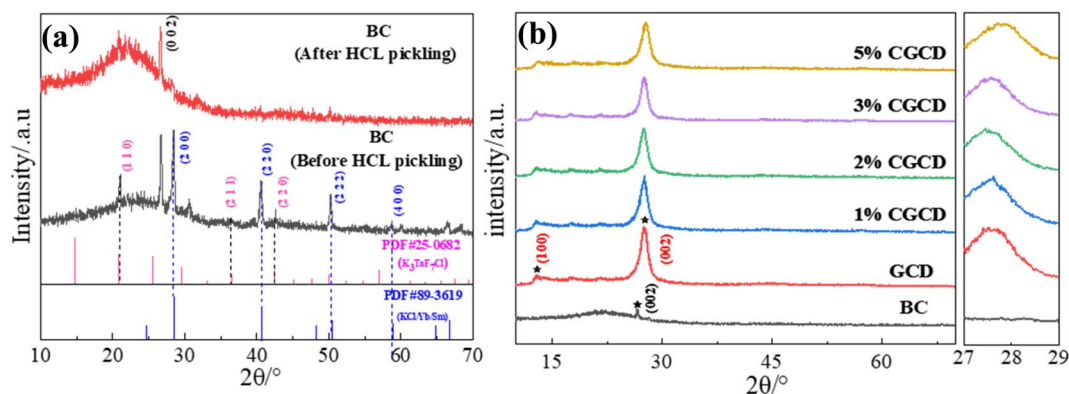 (a)
BC
(After HCL pickling)
(0 0 2)
BC
(Before HCL pickling)
(1 1 0)
(2 0 0)
(2 1 1)
(2 2 0)
(2 2 0)
(2 2 2)
(4 0 0)
PDF#25-0682
(K3TaF7Cl)
PDF#89-3619
(KCl/Yb/Sm)
Intensity/.a.u
10 20 30 40 50 60 70
2θ/°
(b)
5% CGCD
3% CGCD
2% CGCD
1% CGCD
GCD
BC
★
★
(100)
(002)
★
(002)
intensity/a.u.
15 30 45 60
2θ/°
27 28 29